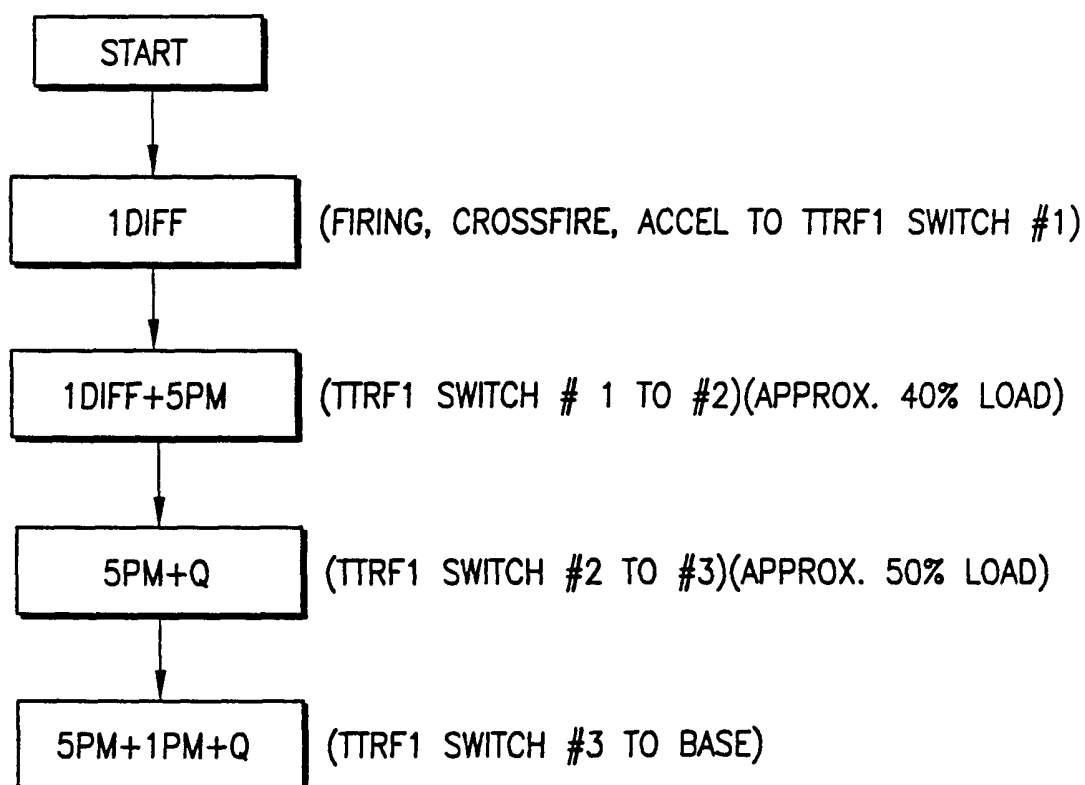 START
1DIFF (FIRING, CROSSFIRE, ACCEL TO TTRF1 SWITCH #1)
1DIFF+5PM (TTRF1 SWITCH # 1 TO #2)(APPROX. 40% LOAD)
5PM+Q (TTRF1 SWITCH #2 TO #3)(APPROX. 50% LOAD)
5PM+1PM+Q (TTRF1 SWITCH #3 TO BASE)